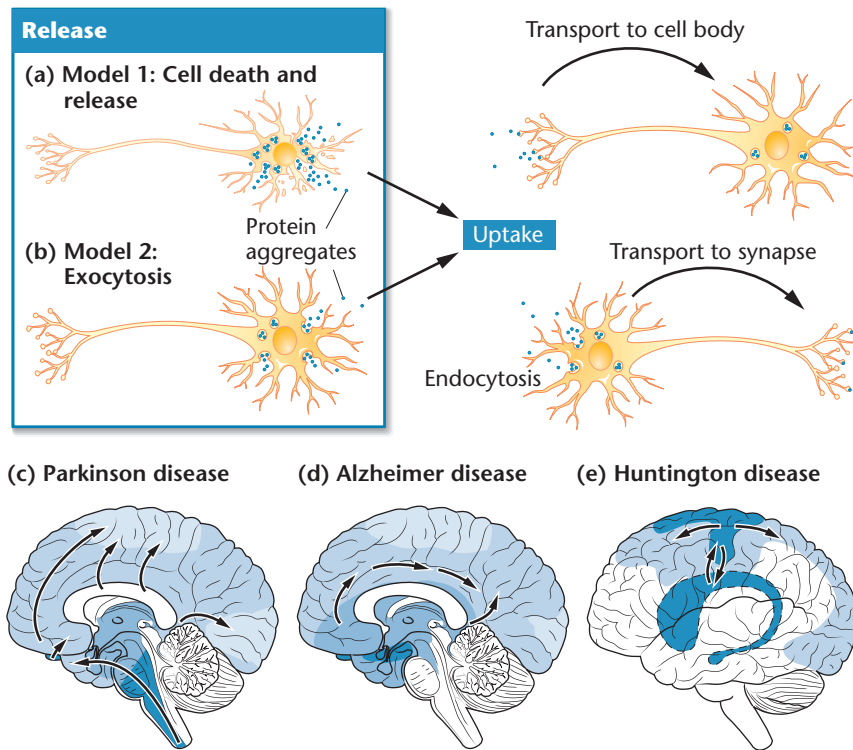 Release
(a) Model 1: Cell death and
release
Protein
aggregates
(b) Model 2:
Exocytosis
Uptake
Transport to cell body
Transport to synapse
Endocytosis
(c) Parkinson disease
(d) Alzheimer disease
(e) Huntington disease